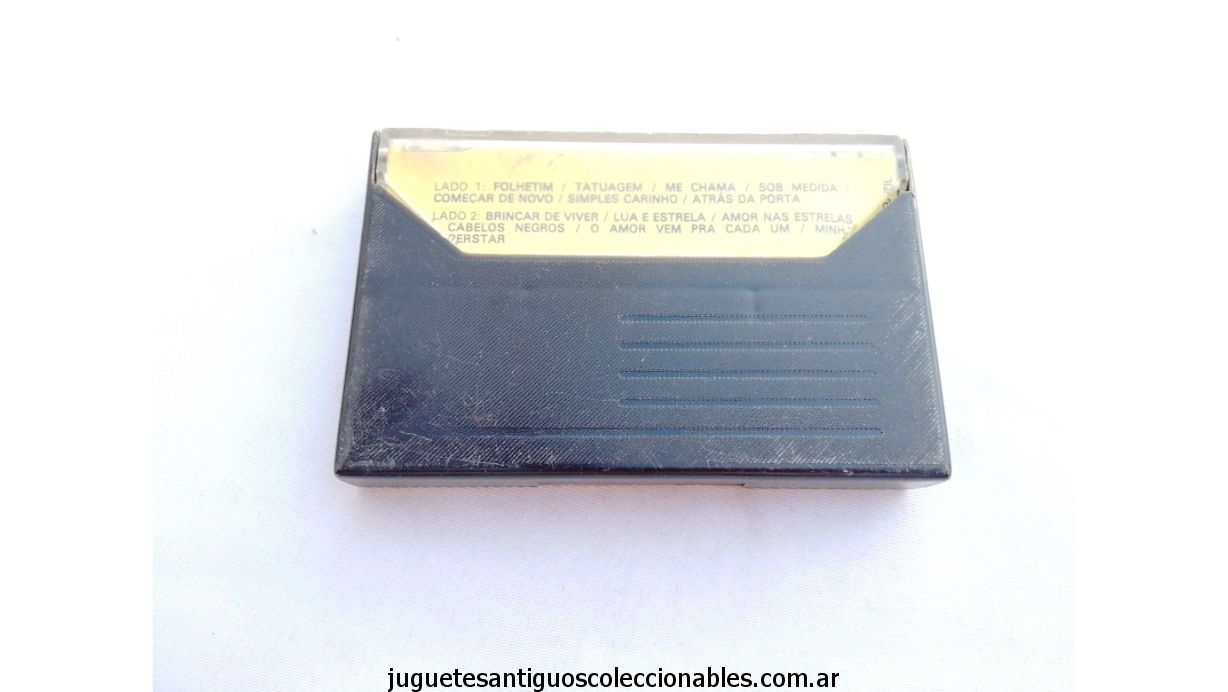 LADO 1: FOLHETIM / TATUAGEM / ME CHAMA / SOB MEDIDA /
COMEÇAR DE NOVO / SIMPLES CARINHO / ATRÁS DA PORTA
LADO 2: BRINCAR DE VIVER / LUA E ESTRELA / AMOR NAS ESTRELAS
CABELOS NEGROS / O AMOR VEM PRA CADA UM /
juguetesantiguoscoleccionables.com.ar